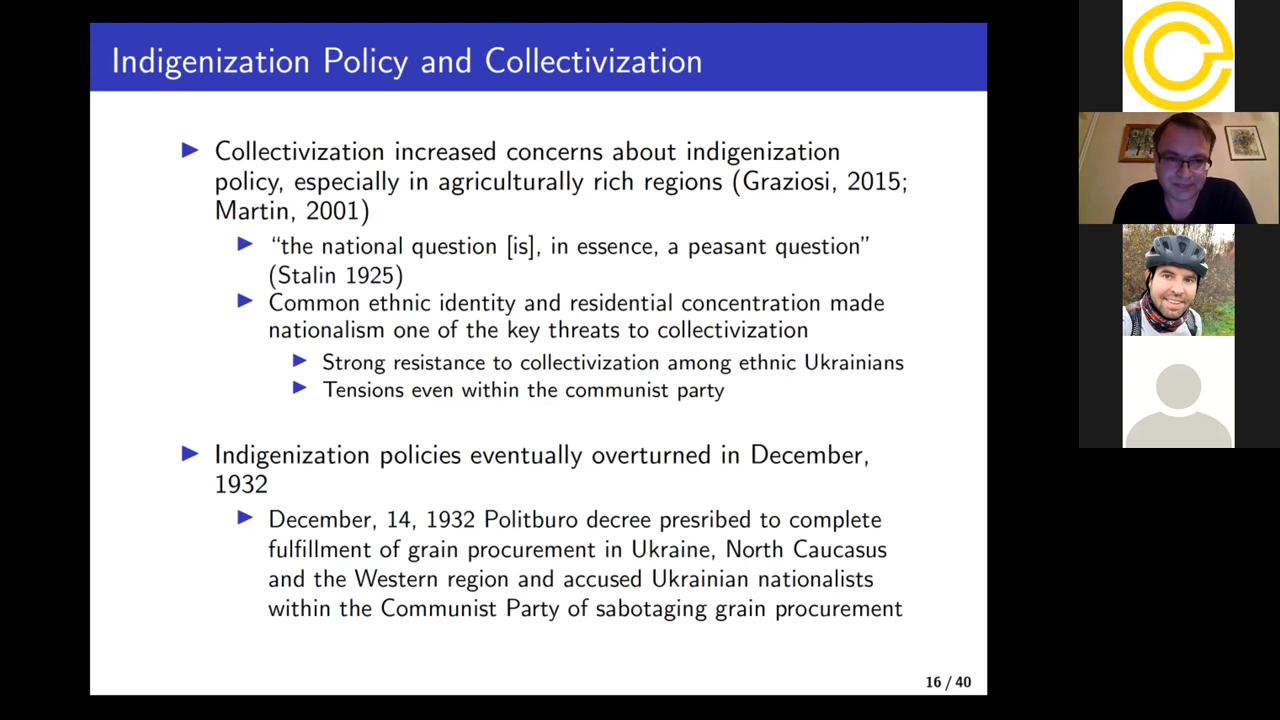 Indigenization Policy and Collectivization
Collectivization increased concerns about indigenization
policy, especially in agriculturally rich regions (Graziosi, 2015;
Martin, 2001)
“the national question [is], in essence, a peasant question”
(Stalin 1925)
Common ethnic identity and residential concentration made
nationalism one of the key threats to collectivization
Strong resistance to collectivization among ethnic Ukrainians
Tensions even within the communist party
Indigenization policies eventually overturned in December,
1932
December, 14, 1932 Politburo decree presribed to complete
fulfillment of grain procurement in Ukraine, North Caucasus
and the Western region and accused Ukrainian nationalists
within the Communist Party of sabotaging grain procurement
16 / 40